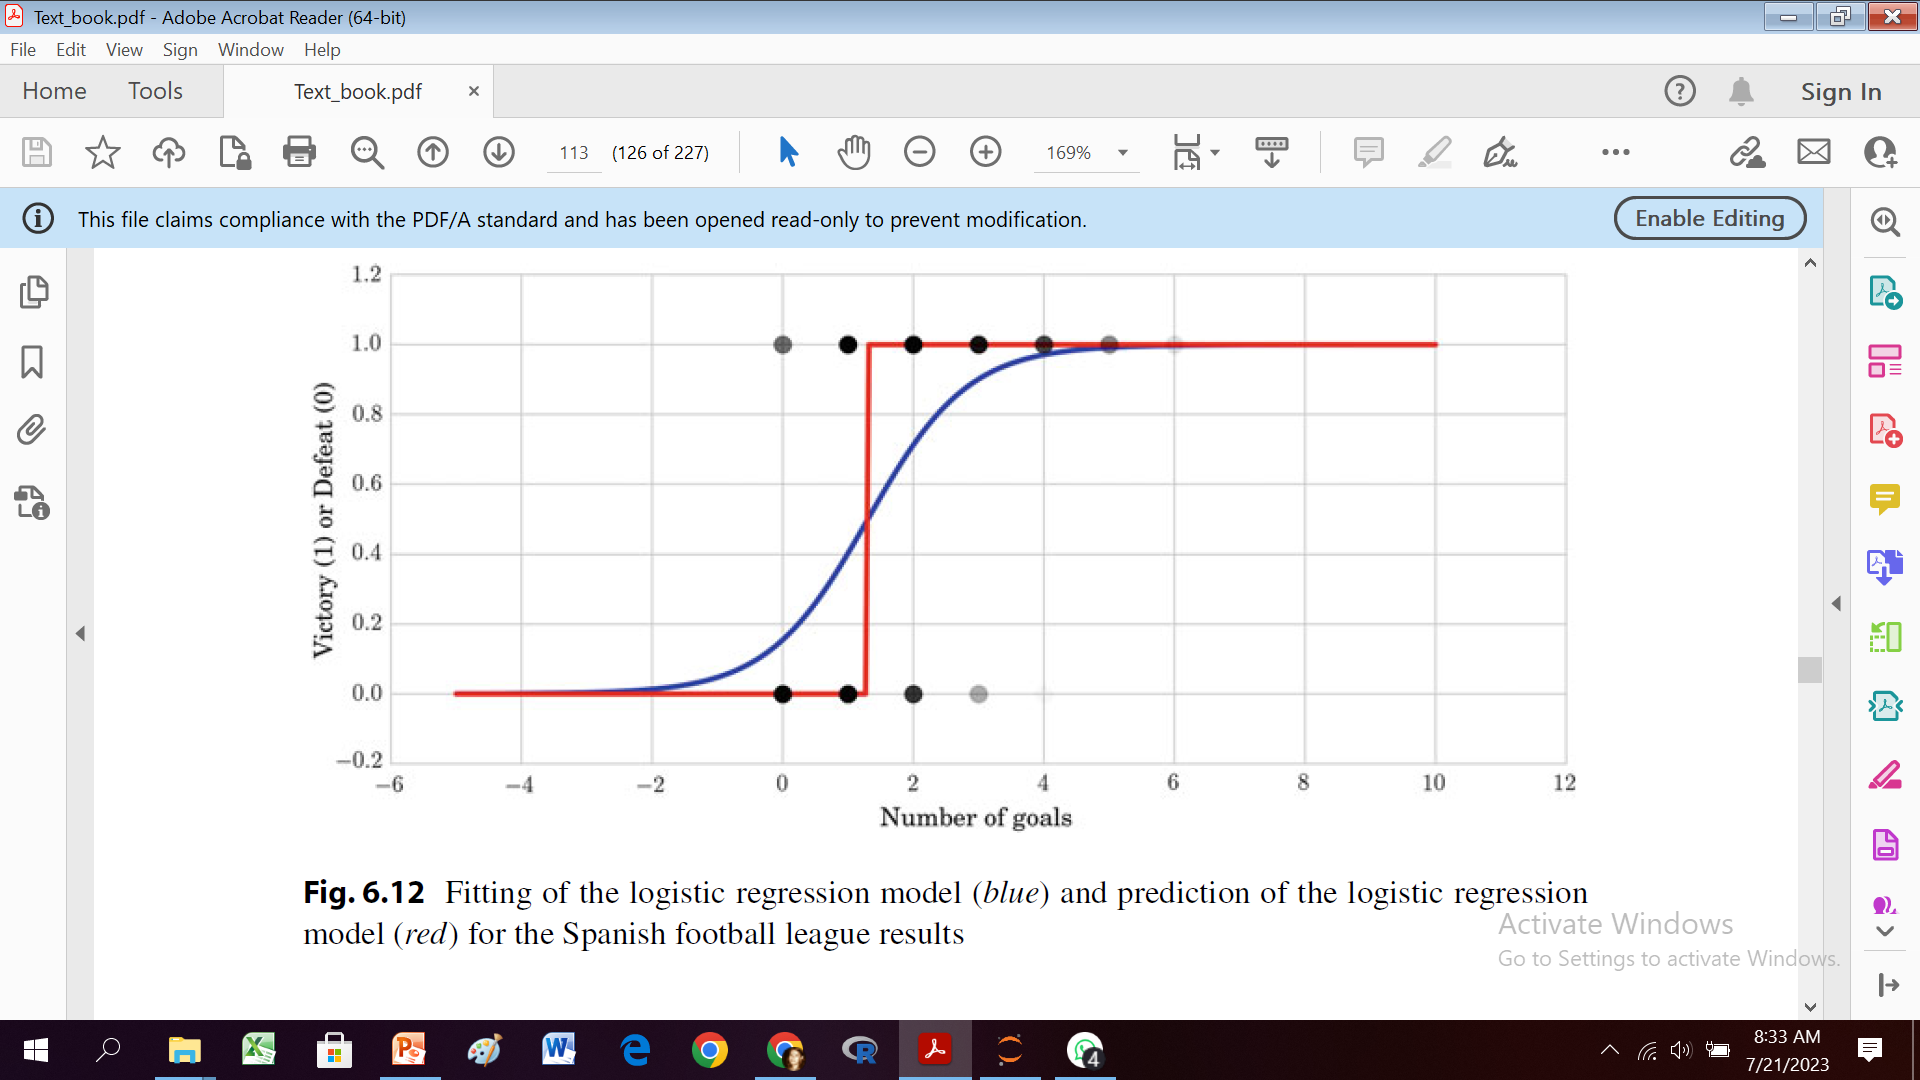 Text_book.pdf - Adobe Acrobat Reader (64-bit)
File Edit View Sign Window Help
Home Tools Text_book.pdf × Sign In
113 (126 of 227) 169%
This file claims compliance with the PDF/A standard and has been opened read-only to prevent modification.
Enable Editing
1.2
1.0
0.8
0.6
0.4
0.2
0.0
−0.2
Victory (1) or Defeat (0)
−6 −4 −2 0 2 4 6 8 10 12
Number of goals
Fig. 6.12 Fitting of the logistic regression model (blue) and prediction of the logistic regression
model (red) for the Spanish football league results
Activate Windows
Go to Settings to activate Windows.
4
8:33 AM
7/21/2023